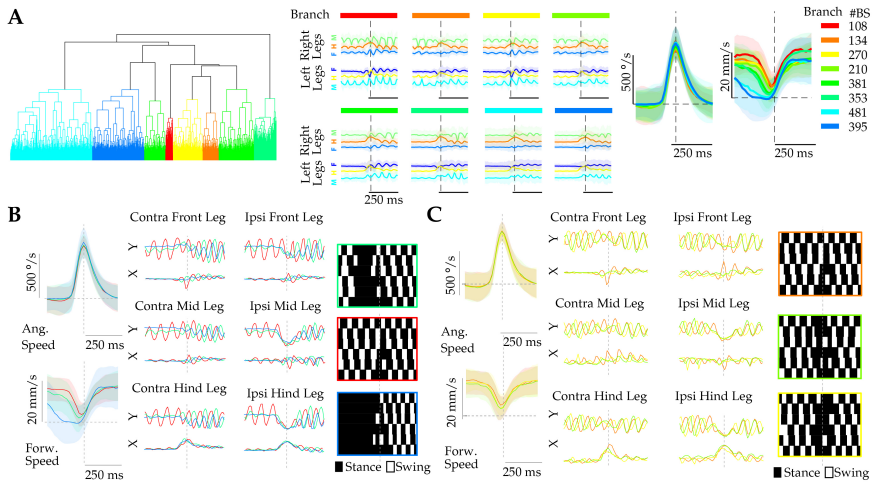 A
Branch
Right
Legs
M
H
F
Left
Legs
F
H
M
250 ms
Right
Legs
M
H
F
Left
Legs
F
H
M
250 ms
500 °/s
250 ms
20 mm/s
Branch #BS
108
134
270
210
381
353
481
395
B
500 °/s
Ang.
Speed
250 ms
20 mm/s
Forw.
Speed
250 ms
Contra Front Leg
Ipsi Front Leg
Y
X
Contra Mid Leg
Ipsi Mid Leg
Y
X
Contra Hind Leg
Ipsi Hind Leg
Y
X
Stance Swing
C
500 °/s
Ang.
Speed
250 ms
20 mm/s
Forw.
Speed
250 ms
Contra Front Leg
Ipsi Front Leg
Y
X
Contra Mid Leg
Ipsi Mid Leg
Y
X
Contra Hind Leg
Ipsi Hind Leg
Y
X
Stance Swing